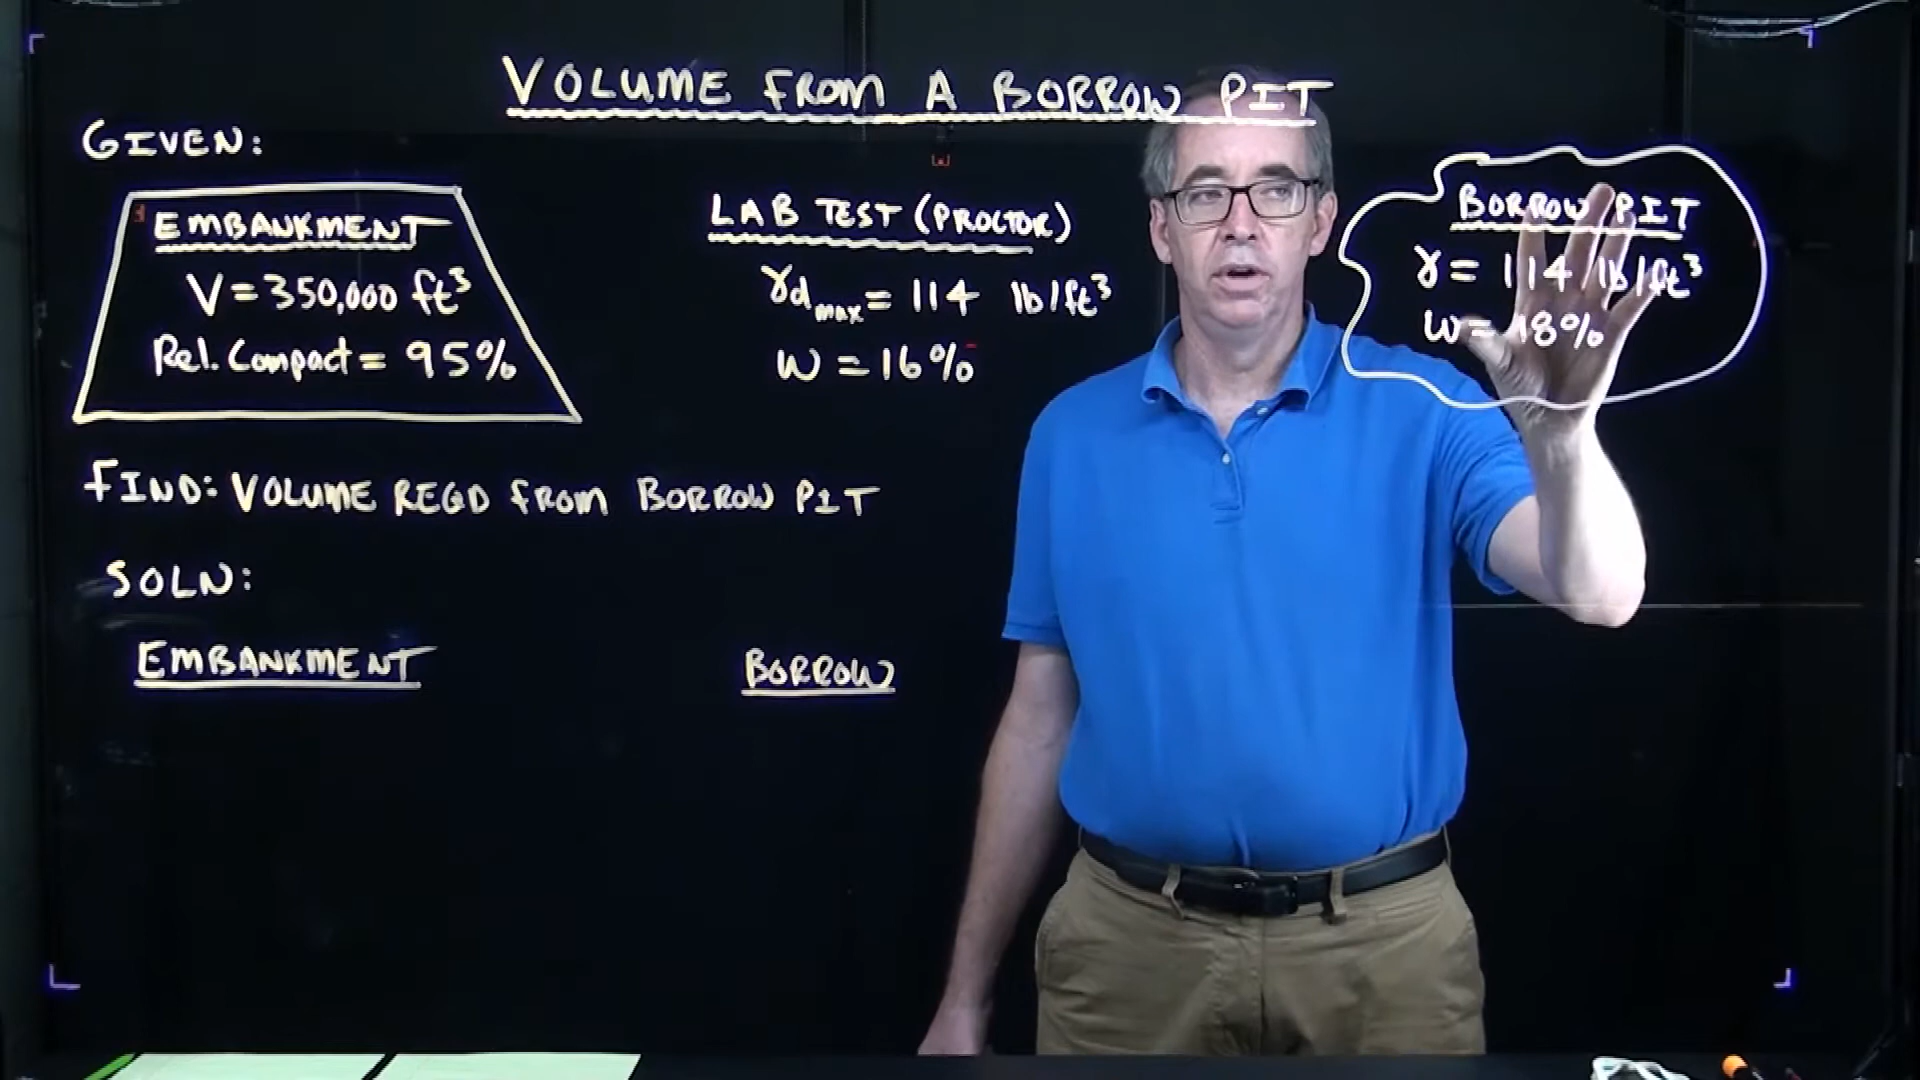 VOLUME FROM A BORROW PIT
GIVEN:
EMBANKMENT
V = 350,000 ft³
Rel. Compact = 95%
LAB TEST (PROCTOR)
γd max = 114 lb/ft³
w = 16%
BORROW PIT
γ = 114 lb/ft³
w = 18%
FIND: VOLUME REQD FROM BORROW PIT
SOLN:
EMBANKMENT
BORROW